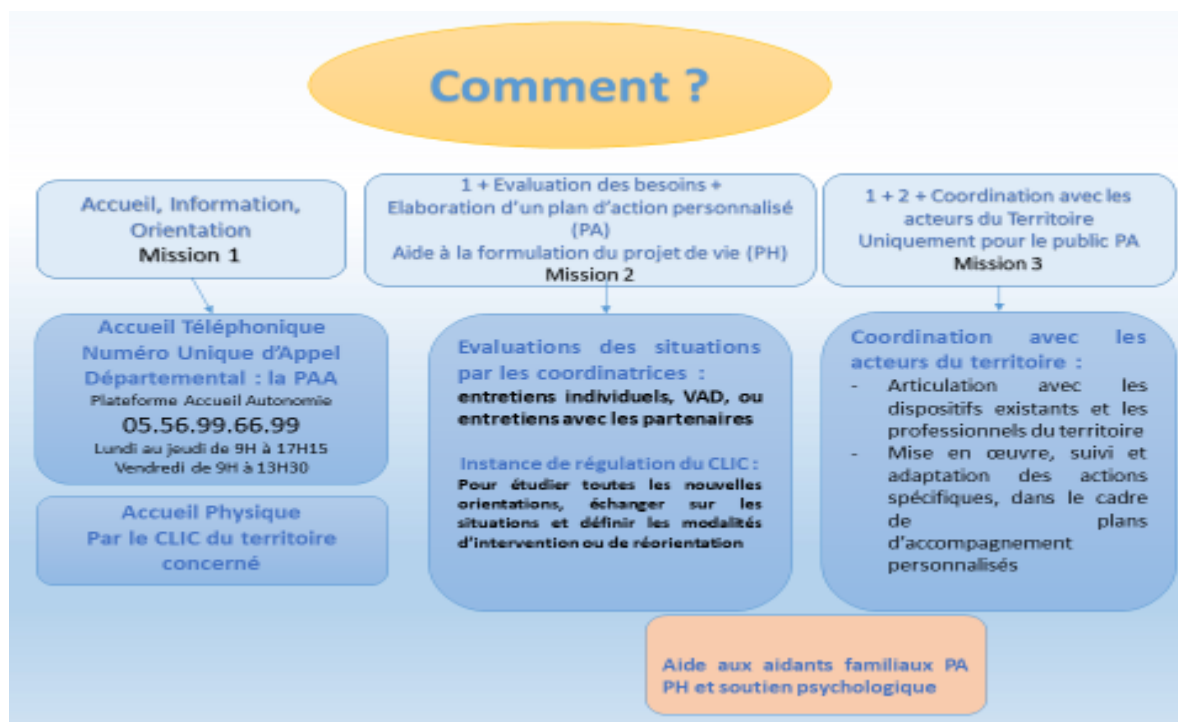 Comment ?
Accueil, Information,
Orientation
Mission 1
1 + Evaluation des besoins +
Elaboration d’un plan d’action personnalisé
(PA)
Aide à la formulation du projet de vie (PH)
Mission 2
1 + 2 + Coordination avec les
acteurs du Territoire
Uniquement pour le public PA
Mission 3
Accueil Téléphonique
Numéro Unique d’Appel
Départemental : la PAA
Plateforme Accueil Autonomie
05.56.99.66.99
Lundi au jeudi de 9H à 17H15
Vendredi de 9H à 13H30
Accueil Physique
Par le CLIC du territoire
concerné
Evaluations des situations
par les coordinatrices :
entretiens individuels, VAD, ou
entretiens avec les partenaires
Instance de régulation du CLIC :
Pour étudier toutes les nouvelles
orientations, échanger sur les
situations et définir les modalités
d’intervention ou de réorientation
Coordination avec les
acteurs du territoire :
- Articulation avec les
dispositifs existants et les
professionnels du territoire
- Mise en œuvre, suivi et
adaptation des actions
spécifiques, dans le cadre
de plans
d’accompagnement
personnalisés
Aide aux aidants familiaux PA
PH et soutien psychologique